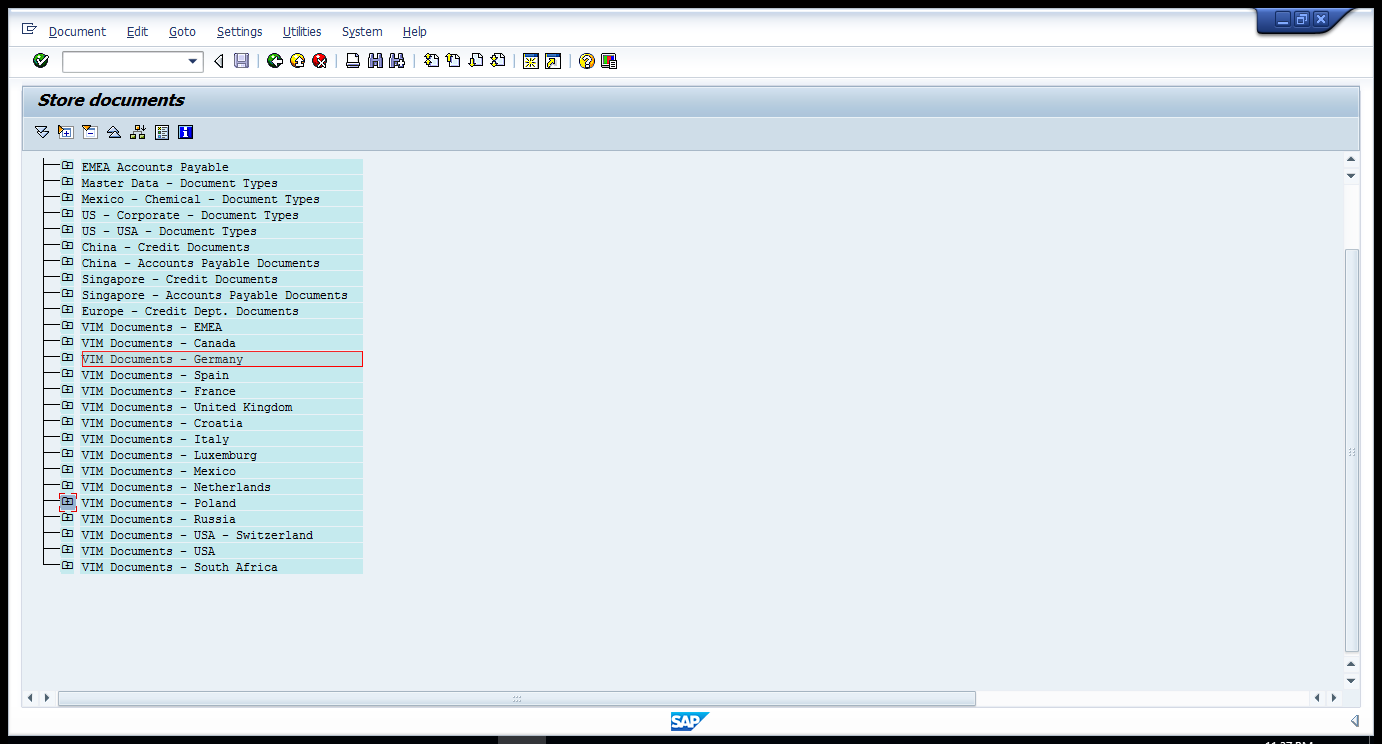 Document Edit Goto Settings Utilities System Help
Store documents
EMEA Accounts Payable
Master Data - Document Types
Mexico - Chemical - Document Types
US - Corporate - Document Types
US - USA - Document Types
China - Credit Documents
China - Accounts Payable Documents
Singapore - Credit Documents
Singapore - Accounts Payable Documents
Europe - Credit Dept. Documents
VIM Documents - EMEA
VIM Documents - Canada
VIM Documents - Germany
VIM Documents - Spain
VIM Documents - France
VIM Documents - United Kingdom
VIM Documents - Croatia
VIM Documents - Italy
VIM Documents - Luxemburg
VIM Documents - Mexico
VIM Documents - Netherlands
VIM Documents - Poland
VIM Documents - Russia
VIM Documents - USA - Switzerland
VIM Documents - USA
VIM Documents - South Africa
SAP